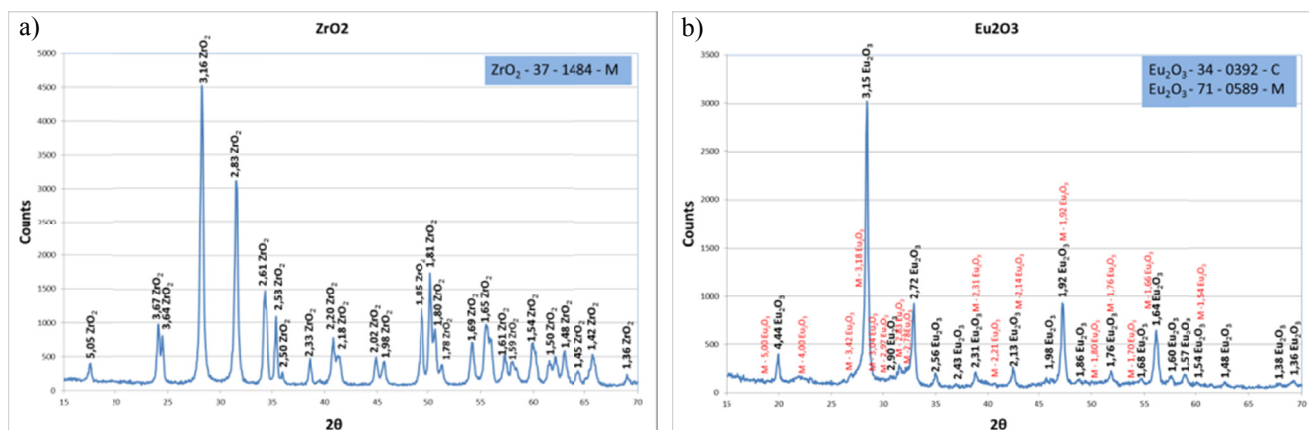 a)
ZrO2
ZrO₂ - 37 - 1484 - M
Counts
5000
4500
4000
3500
3000
2500
2000
1500
1000
500
0
5,05 ZrO₂
3,67 ZrO₂
3,64 ZrO₂
3,16 ZrO₂
2,83 ZrO₂
2,61 ZrO₂
2,53 ZrO₂
2,50 ZrO₂
2,33 ZrO₂
2,20 ZrO₂
2,18 ZrO₂
2,02 ZrO₂
1,98 ZrO₂
1,85 ZrO₂
1,81 ZrO₂
1,80 ZrO₂
1,78 ZrO₂
1,69 ZrO₂
1,65 ZrO₂
1,61 ZrO₂
1,59 ZrO₂
1,54 ZrO₂
1,50 ZrO₂
1,48 ZrO₂
1,45 ZrO₂
1,42 ZrO₂
1,36 ZrO₂
15 20 25 30 35 40 45 50 55 60 65 70
2θ
b)
Eu2O3
Eu₂O₃ - 34 - 0392 - C
Eu₂O₃ - 71 - 0589 - M
Counts
3500
3000
2500
2000
1500
1000
500
0
M - 5,00 Eu₂O₃
4,44 Eu₂O₃
M - 4,00 Eu₂O₃
M - 3,42 Eu₂O₃
M - 3,18 Eu₂O₃
3,15 Eu₂O₃
M - 3,04 Eu₂O₃
2,90 Eu₂O₃
M - 2,78 Eu₂O₃
2,72 Eu₂O₃
2,56 Eu₂O₃
2,43 Eu₂O₃
M - 2,31 Eu₂O₃
2,31 Eu₂O₃
M - 2,21 Eu₂O₃
M - 2,14 Eu₂O₃
2,13 Eu₂O₃
1,98 Eu₂O₃
M - 1,92 Eu₂O₃
1,92 Eu₂O₃
1,86 Eu₂O₃
M - 1,80 Eu₂O₃
M - 1,76 Eu₂O₃
1,76 Eu₂O₃
M - 1,70 Eu₂O₃
1,68 Eu₂O₃
M - 1,66 Eu₂O₃
1,64 Eu₂O₃
1,60 Eu₂O₃
1,57 Eu₂O₃
M - 1,54 Eu₂O₃
1,54 Eu₂O₃
1,48 Eu₂O₃
1,38 Eu₂O₃
1,36 Eu₂O₃
15 20 25 30 35 40 45 50 55 60 65 70
2θ